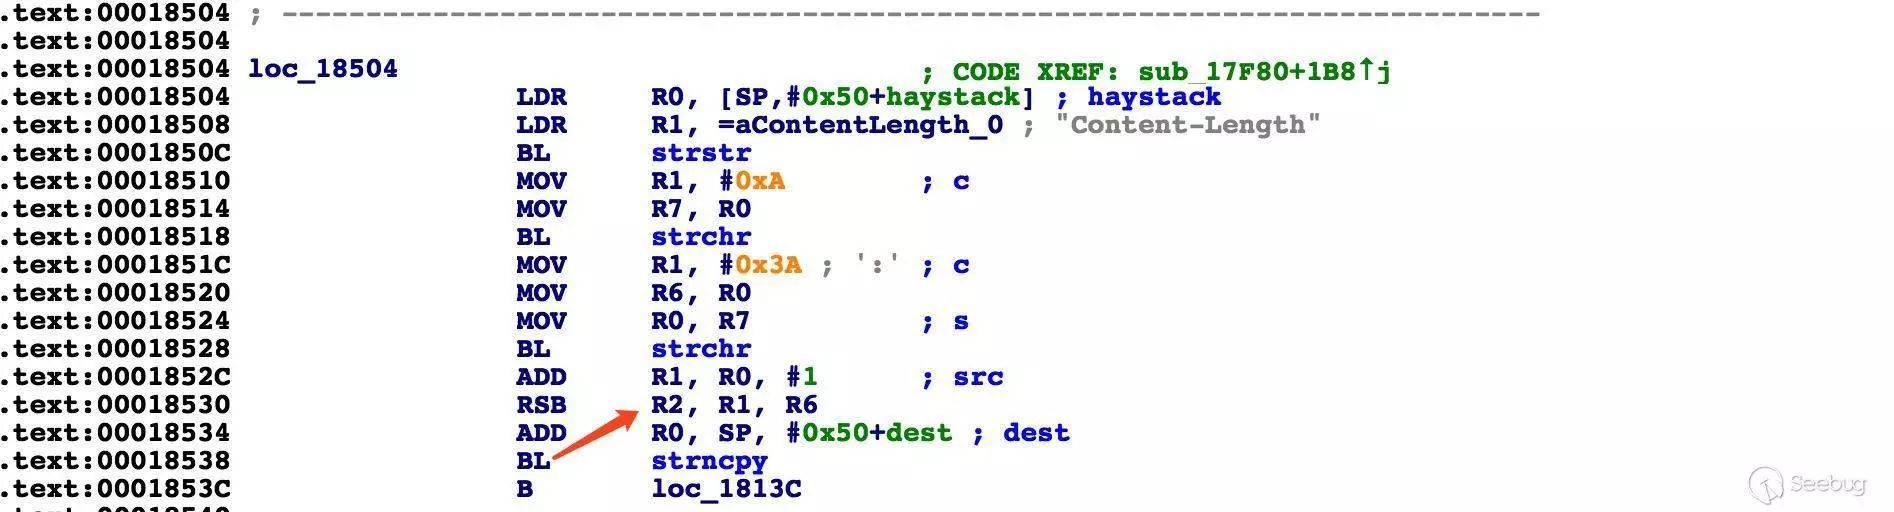 .text:00018504 ; ---------------------------------------------------------------------------
.text:00018504
.text:00018504 loc_18504 ; CODE XREF: sub_17F80+1B8↑j
.text:00018504 LDR R0, [SP,#0x50+haystack] ; haystack
.text:00018508 LDR R1, =aContentLength_0 ; "Content-Length"
.text:0001850C BL strstr
.text:00018510 MOV R1, #0xA ; c
.text:00018514 MOV R7, R0
.text:00018518 BL strchr
.text:0001851C MOV R1, #0x3A ; ':' ; c
.text:00018520 MOV R6, R0
.text:00018524 MOV R0, R7 ; s
.text:00018528 BL strchr
.text:0001852C ADD R1, R0, #1 ; src
.text:00018530 RSB R2, R1, R6
.text:00018534 ADD R0, SP, #0x50+dest ; dest
.text:00018538 BL strncpy
.text:0001853C B loc_1813C
.text:00018540
Seebug